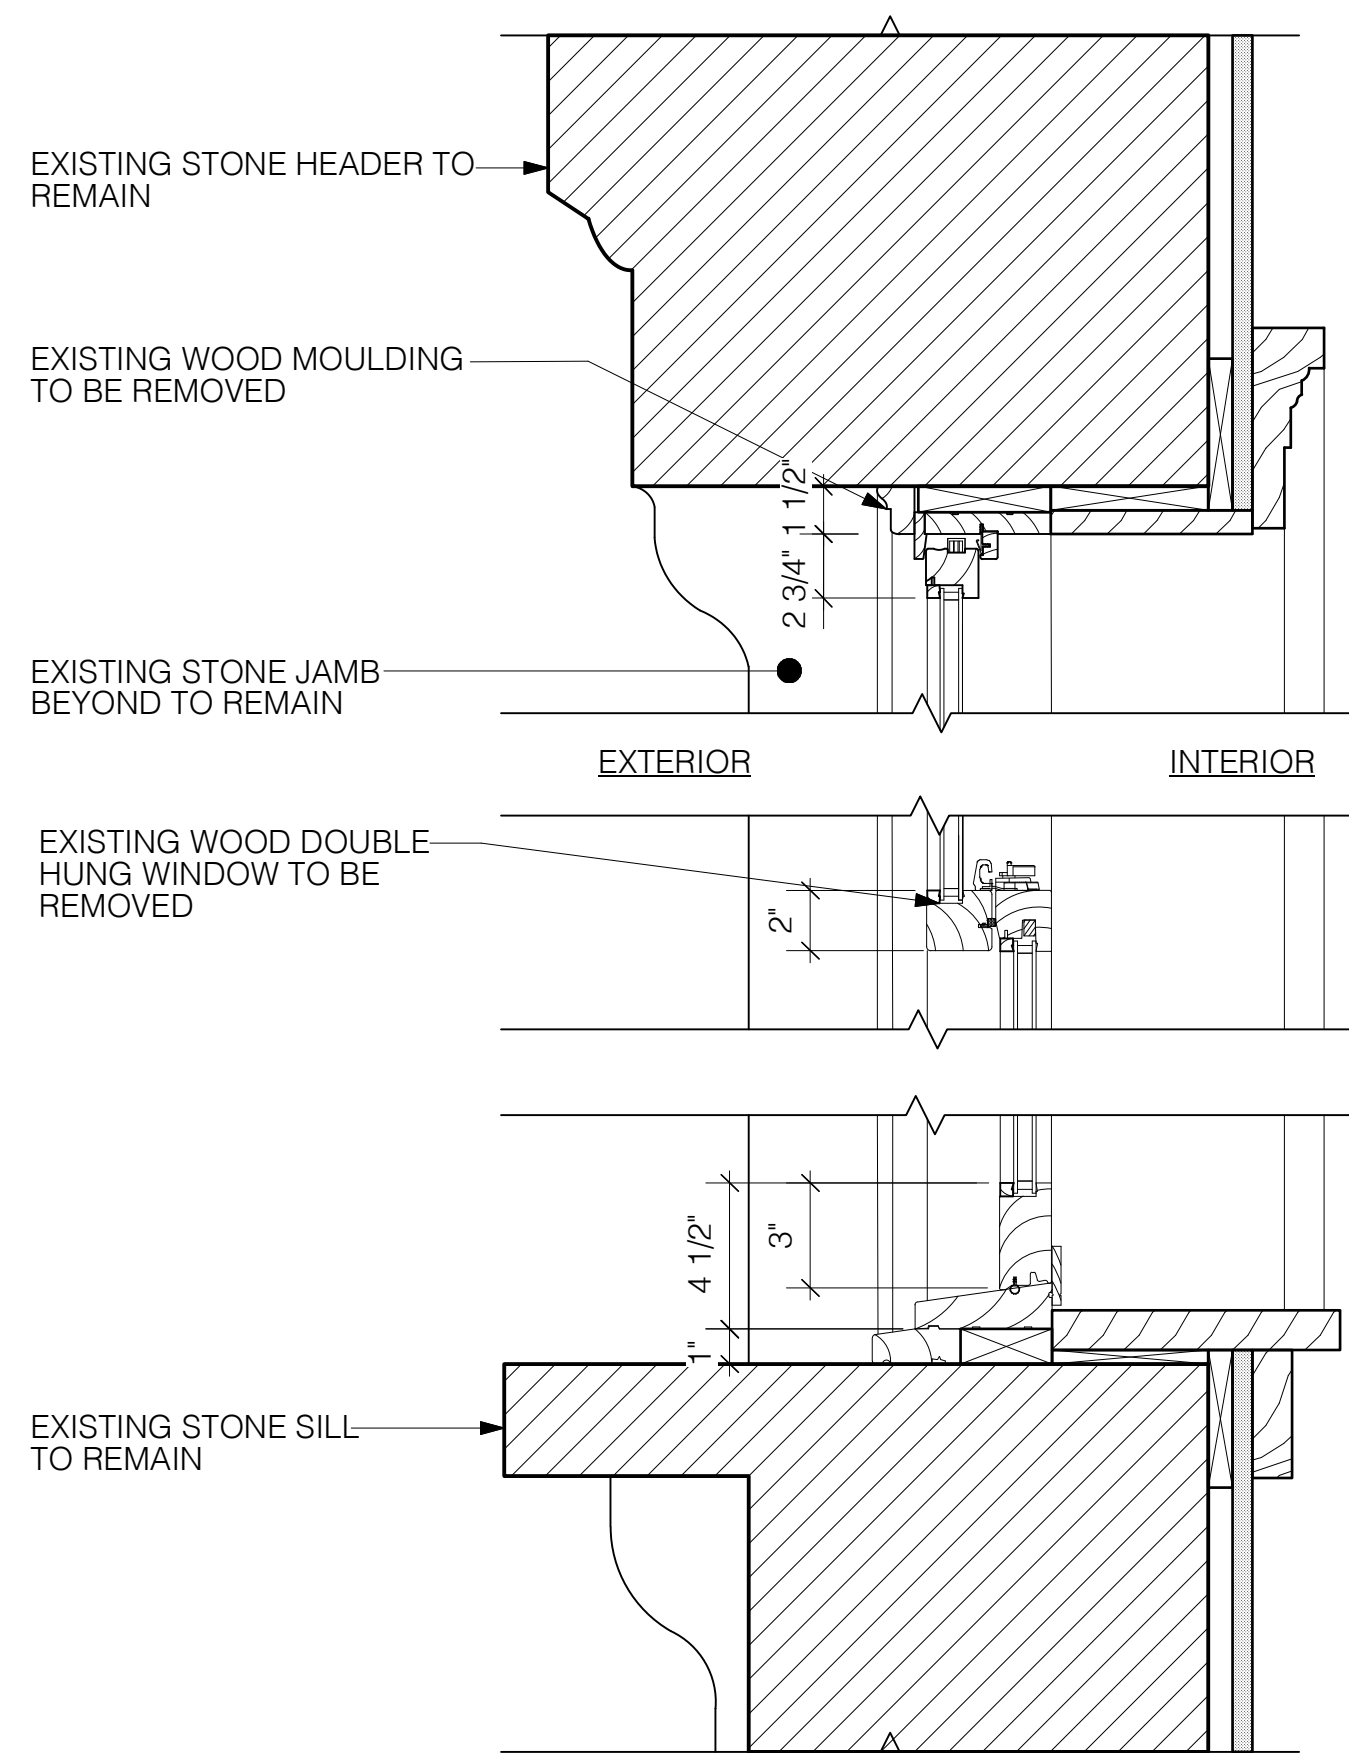 EXISTING STONE HEADER TO
REMAIN
EXISTING WOOD MOULDING
TO BE REMOVED
1 1/2"
2 3/4"
EXISTING STONE JAMB
BEYOND TO REMAIN
EXTERIOR
INTERIOR
EXISTING WOOD DOUBLE
HUNG WINDOW TO BE
REMOVED
2"
4 1/2"
3"
1"
EXISTING STONE SILL
TO REMAIN